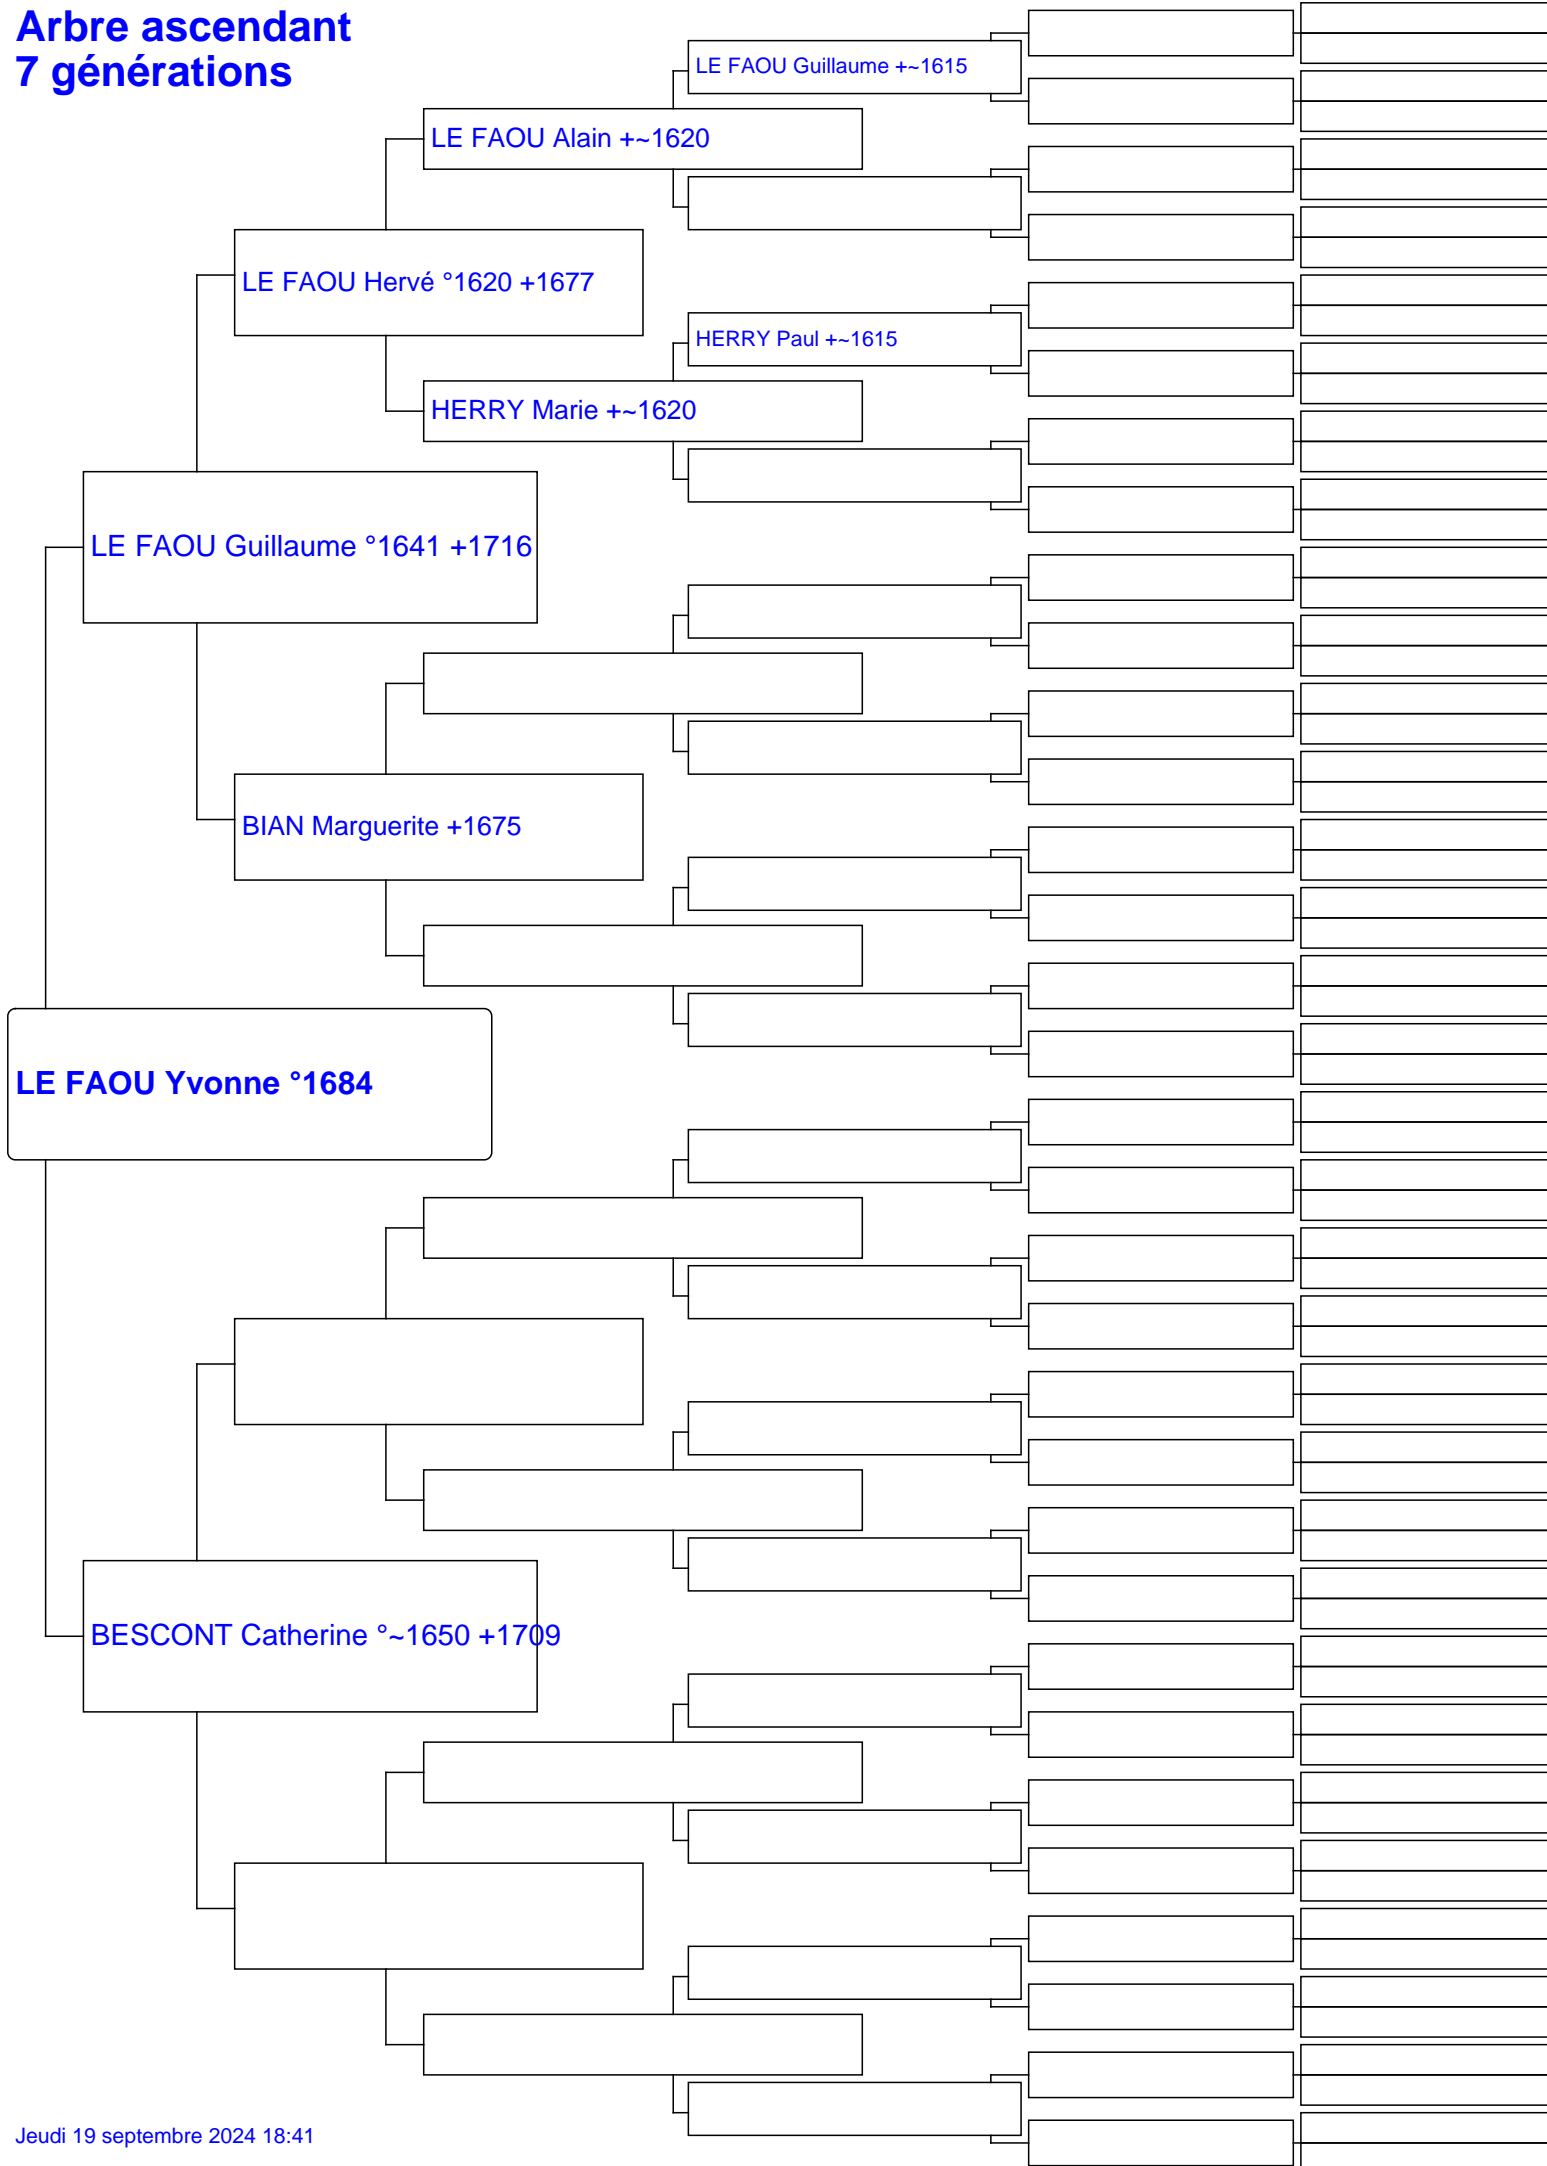 Arbre ascendant
7 générations
LE FAOU Guillaume +~1615
LE FAOU Alain +~1620
LE FAOU Hervé °1620 +1677
HERRY Paul +~1615
HERRY Marie +~1620
LE FAOU Guillaume °1641 +1716
BIAN Marguerite +1675
LE FAOU Yvonne °1684
BESCONT Catherine °~1650 +1709
Jeudi 19 septembre 2024 18:41